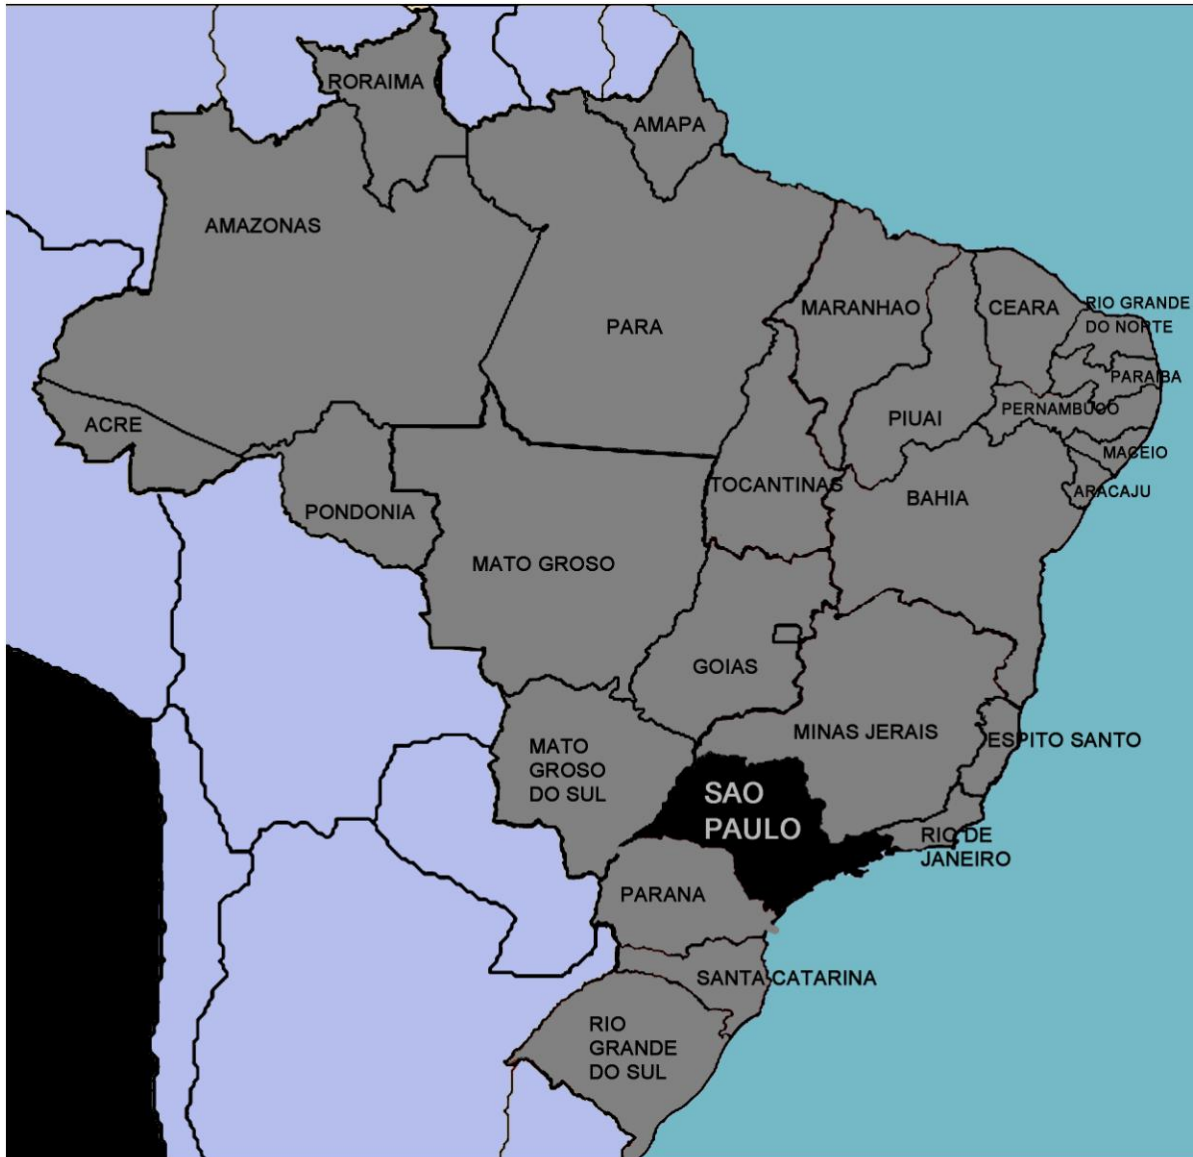 RORAIMA
AMAPA
AMAZONAS
PARA
MARANHAO
CEARA
RIO GRANDE
DO NORTE
PARAIBA
PERNAMBUCO
PIUAI
ACRE
MACEIO
ARACAJU
TOCANTINAS
BAHIA
PONDONIA
MATO GROSO
GOIAS
MINAS JERAIS
ESPITO SANTO
MATO
GROSO
DO SUL
SAO
PAULO
RIO DE
JANEIRO
PARANA
SANTA CATARINA
RIO
GRANDE
DO SUL